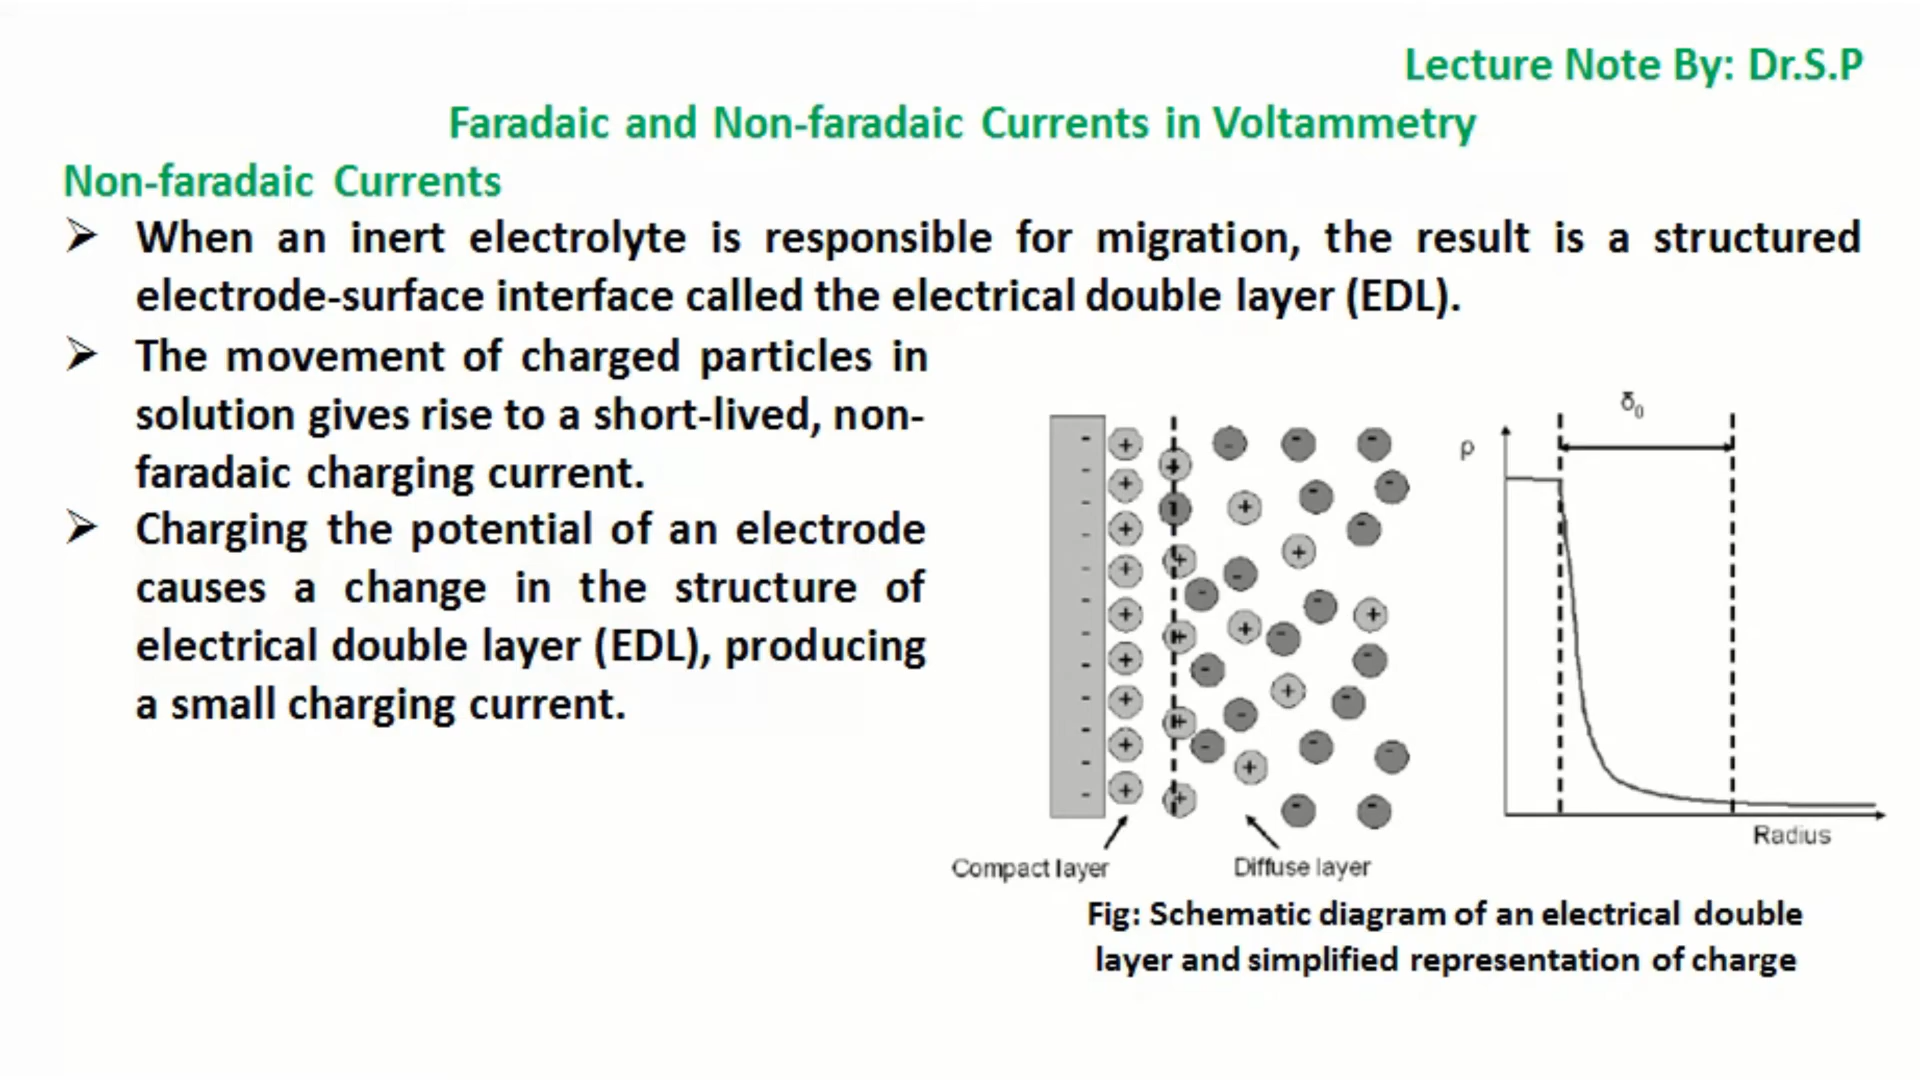 Lecture Note By: Dr.S.P
Faradaic and Non-faradaic Currents in Voltammetry
Non-faradaic Currents
➢ When an inert electrolyte is responsible for migration, the result is a structured
electrode-surface interface called the electrical double layer (EDL).
➢ The movement of charged particles in
solution gives rise to a short-lived, non-
faradaic charging current.
➢ Charging the potential of an electrode
causes a change in the structure of
electrical double layer (EDL), producing
a small charging current.
δ₀
ρ
Radius
Compact layer
Diffuse layer
Fig: Schematic diagram of an electrical double
layer and simplified representation of charge